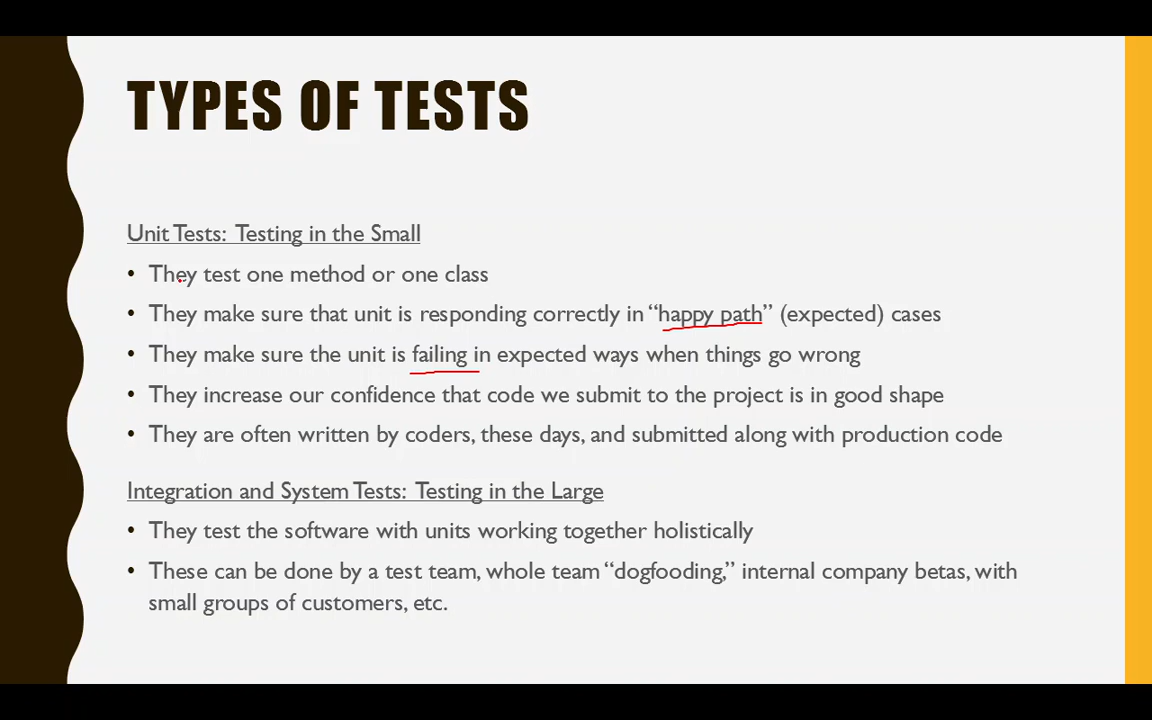 TYPES OF TESTS
Unit Tests: Testing in the Small
• They test one method or one class
• They make sure that unit is responding correctly in “happy path” (expected) cases
• They make sure the unit is failing in expected ways when things go wrong
• They increase our confidence that code we submit to the project is in good shape
• They are often written by coders, these days, and submitted along with production code
Integration and System Tests: Testing in the Large
• They test the software with units working together holistically
• These can be done by a test team, whole team “dogfooding,” internal company betas, with
small groups of customers, etc.